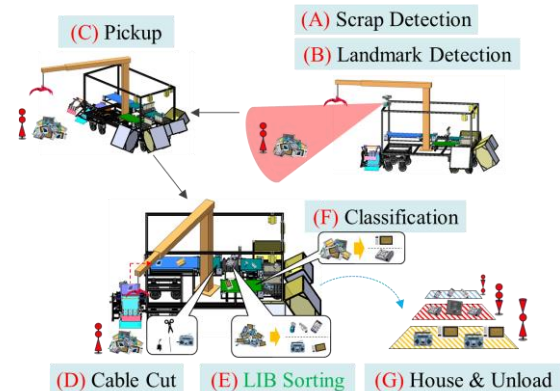 (A) Scrap Detection
(C) Pickup
(B) Landmark Detection
(F) Classification
(D) Cable Cut
(E) LIB Sorting
(G) House & Unload